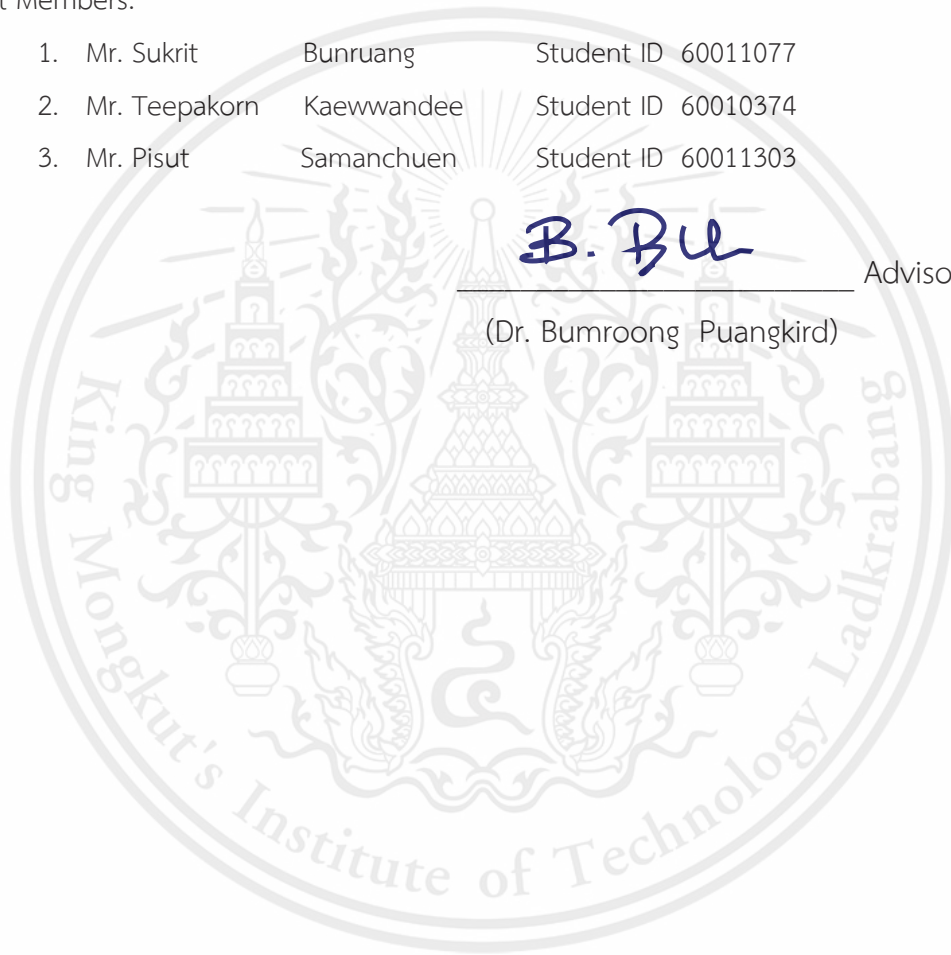 t Members:
1. Mr. Sukrit Bunruang Student ID 60011077
2. Mr. Teepakorn Kaewwandee Student ID 60010374
3. Mr. Pisut Samanchuen Student ID 60011303
B. 
Adviso
(Dr. Bumroong Puangkird)
King Mongkut's Institute of Technology Ladkrabang